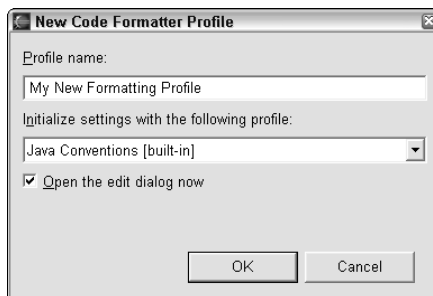 New Code Formatter Profile
Profile name:
My New Formatting Profile
Initialize settings with the following profile:
Java Conventions [built-in]
Open the edit dialog now
OK Cancel